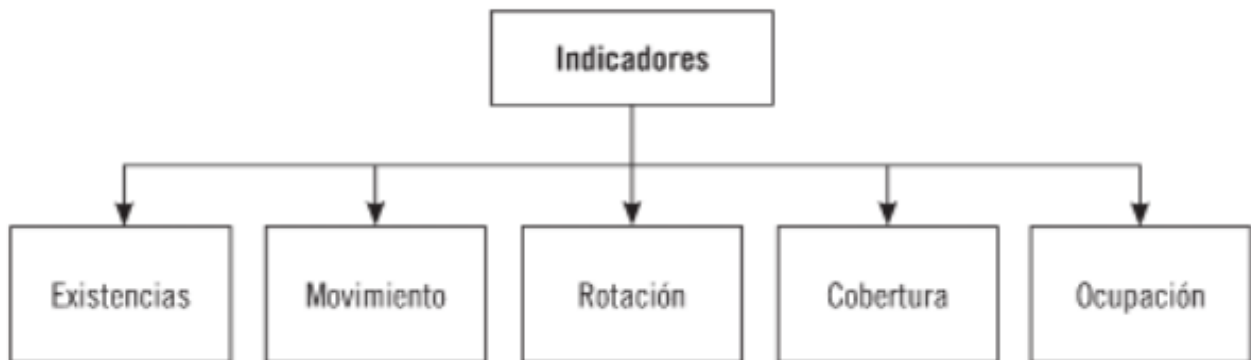 Indicadores
Existencias
Movimiento
Rotación
Cobertura
Ocupación